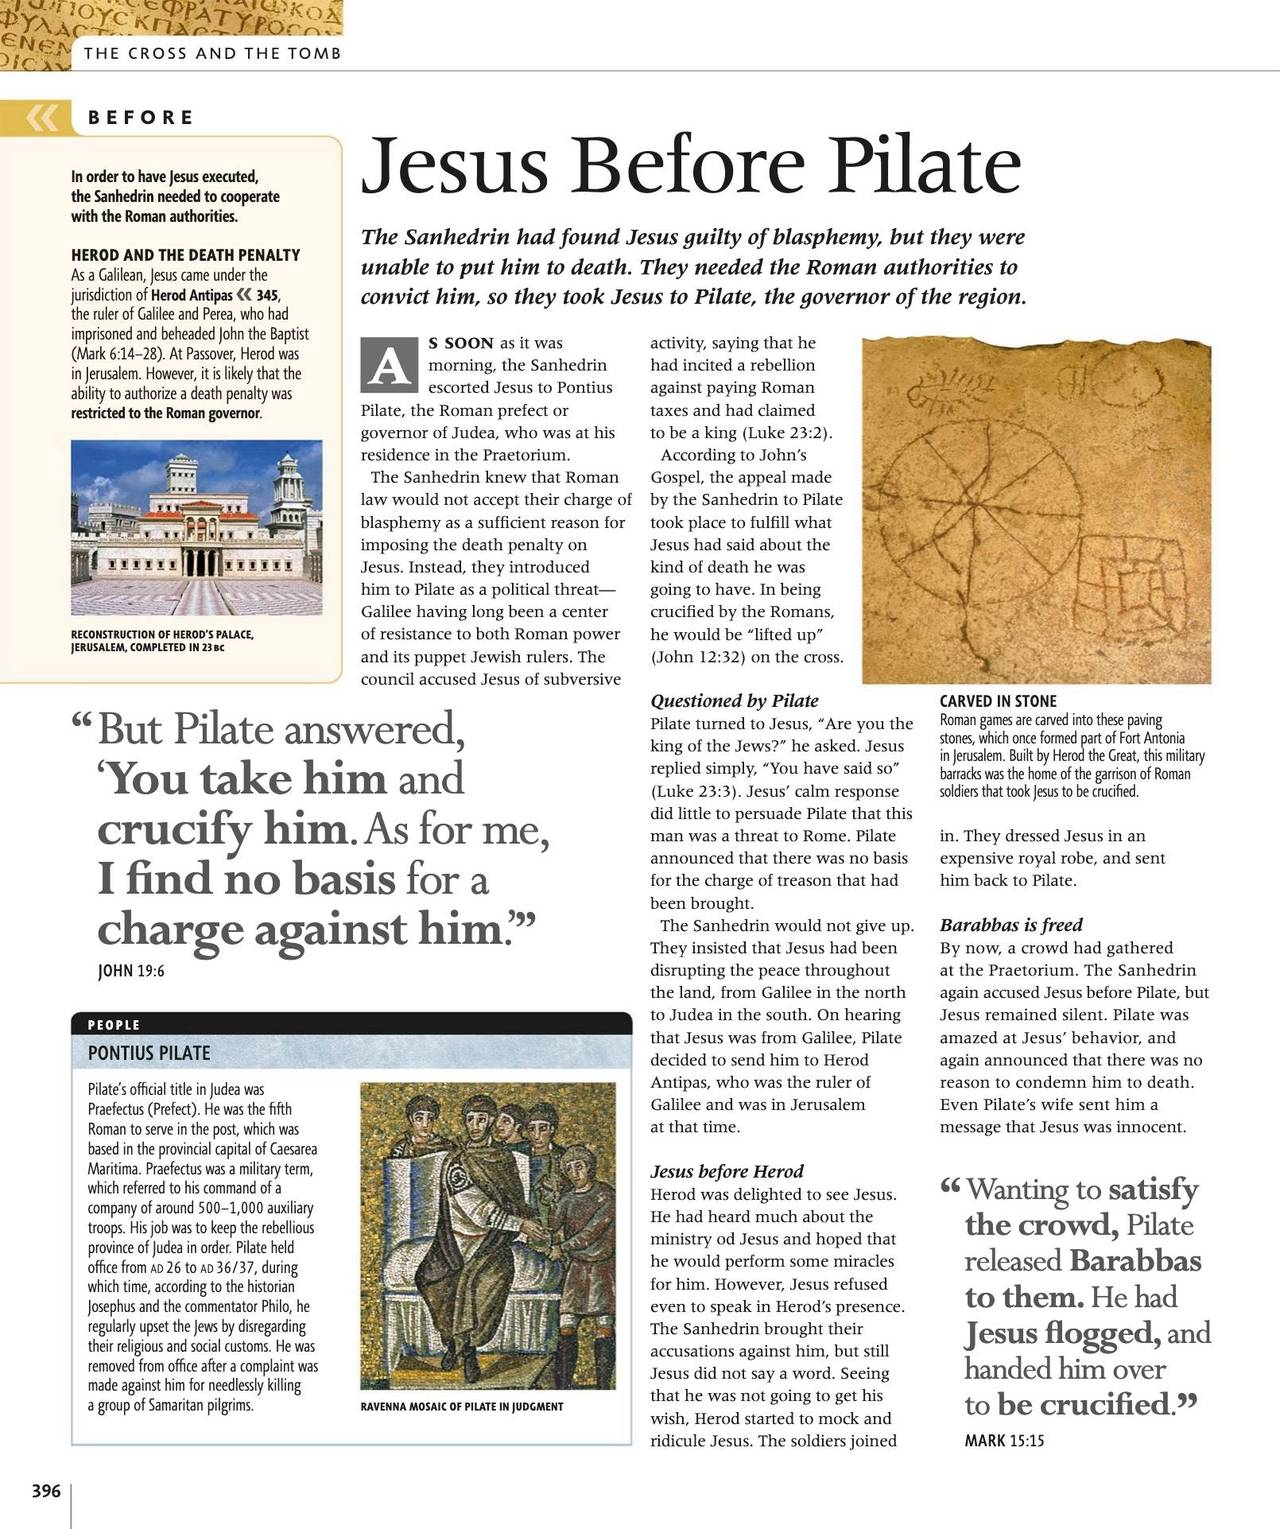 THE CROSS AND THE TOMB
BEFORE
In order to have Jesus executed,
the Sanhedrin needed to cooperate
with the Roman authorities.
HEROD AND THE DEATH PENALTY
As a Galilean, Jesus came under the
jurisdiction of Herod Antipas « 345,
the ruler of Galilee and Perea, who had
imprisoned and beheaded John the Baptist
(Mark 6:14–28). At Passover, Herod was
in Jerusalem. However, it is likely that the
ability to authorize a death penalty was
restricted to the Roman governor.
RECONSTRUCTION OF HEROD'S PALACE,
JERUSALEM, COMPLETED IN 23 BC
Jesus Before Pilate
The Sanhedrin had found Jesus guilty of blasphemy, but they were
unable to put him to death. They needed the Roman authorities to
convict him, so they took Jesus to Pilate, the governor of the region.
AS SOON as it was
morning, the Sanhedrin
escorted Jesus to Pontius
Pilate, the Roman prefect or
governor of Judea, who was at his
residence in the Praetorium.
The Sanhedrin knew that Roman
law would not accept their charge of
blasphemy as a sufficient reason for
imposing the death penalty on
Jesus. Instead, they introduced
him to Pilate as a political threat—
Galilee having long been a center
of resistance to both Roman power
and its puppet Jewish rulers. The
council accused Jesus of subversive
activity, saying that he
had incited a rebellion
against paying Roman
taxes and had claimed
to be a king (Luke 23:2).
According to John's
Gospel, the appeal made
by the Sanhedrin to Pilate
took place to fulfill what
Jesus had said about the
kind of death he was
going to have. In being
crucified by the Romans,
he would be “lifted up”
(John 12:32) on the cross.
Questioned by Pilate
Pilate turned to Jesus, “Are you the
king of the Jews?” he asked. Jesus
replied simply, “You have said so”
(Luke 23:3). Jesus' calm response
did little to persuade Pilate that this
man was a threat to Rome. Pilate
announced that there was no basis
for the charge of treason that had
been brought.
The Sanhedrin would not give up.
They insisted that Jesus had been
disrupting the peace throughout
the land, from Galilee in the north
to Judea in the south. On hearing
that Jesus was from Galilee, Pilate
decided to send him to Herod
Antipas, who was the ruler of
Galilee and was in Jerusalem
at that time.
Jesus before Herod
Herod was delighted to see Jesus.
He had heard much about the
ministry od Jesus and hoped that
he would perform some miracles
for him. However, Jesus refused
even to speak in Herod's presence.
The Sanhedrin brought their
accusations against him, but still
Jesus did not say a word. Seeing
that he was not going to get his
wish, Herod started to mock and
ridicule Jesus. The soldiers joined
CARVED IN STONE
Roman games are carved into these paving
stones, which once formed part of Fort Antonia
in Jerusalem. Built by Herod the Great, this military
barracks was the home of the garrison of Roman
soldiers that took Jesus to be crucified.
in. They dressed Jesus in an
expensive royal robe, and sent
him back to Pilate.
Barabbas is freed
By now, a crowd had gathered
at the Praetorium. The Sanhedrin
again accused Jesus before Pilate, but
Jesus remained silent. Pilate was
amazed at Jesus' behavior, and
again announced that there was no
reason to condemn him to death.
Even Pilate's wife sent him a
message that Jesus was innocent.
“Wanting to satisfy
the crowd, Pilate
released Barabbas
to them. He had
Jesus flogged, and
handed him over
to be crucified.”
MARK 15:15
“But Pilate answered,
‘You take him and
crucify him. As for me,
I find no basis for a
charge against him.’”
JOHN 19:6
PEOPLE
PONTIUS PILATE
Pilate's official title in Judea was
Praefectus (Prefect). He was the fifth
Roman to serve in the post, which was
based in the provincial capital of Caesarea
Maritima. Praefectus was a military term,
which referred to his command of a
company of around 500–1,000 auxiliary
troops. His job was to keep the rebellious
province of Judea in order. Pilate held
office from AD 26 to AD 36/37, during
which time, according to the historian
Josephus and the commentator Philo, he
regularly upset the Jews by disregarding
their religious and social customs. He was
removed from office after a complaint was
made against him for needlessly killing
a group of Samaritan pilgrims.
RAVENNA MOSAIC OF PILATE IN JUDGMENT
396